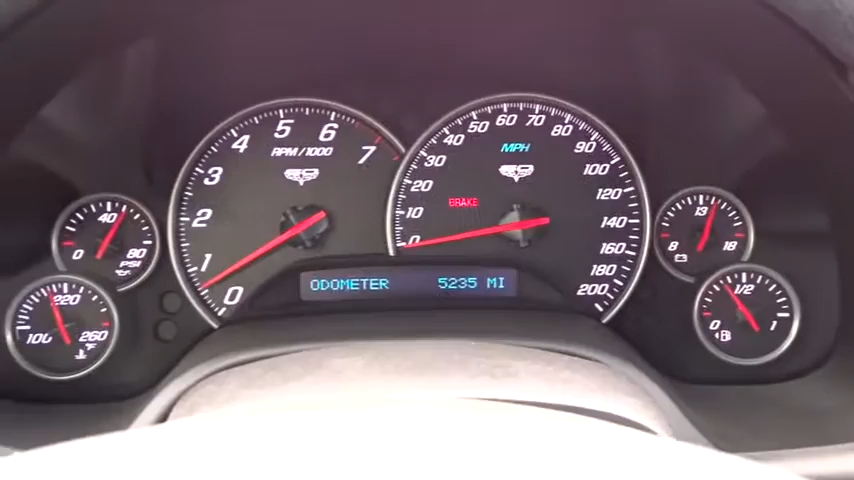 0 40 80
PSI
100 220 260
°F
0 1 2 3 4 5 6 7
RPM/1000
0 10 20 30 40 50 60 70 80 90 100 120 140 160 180 200
MPH
BRAKE
ODOMETER 5235 MI
8 13 18
0 1/2 1